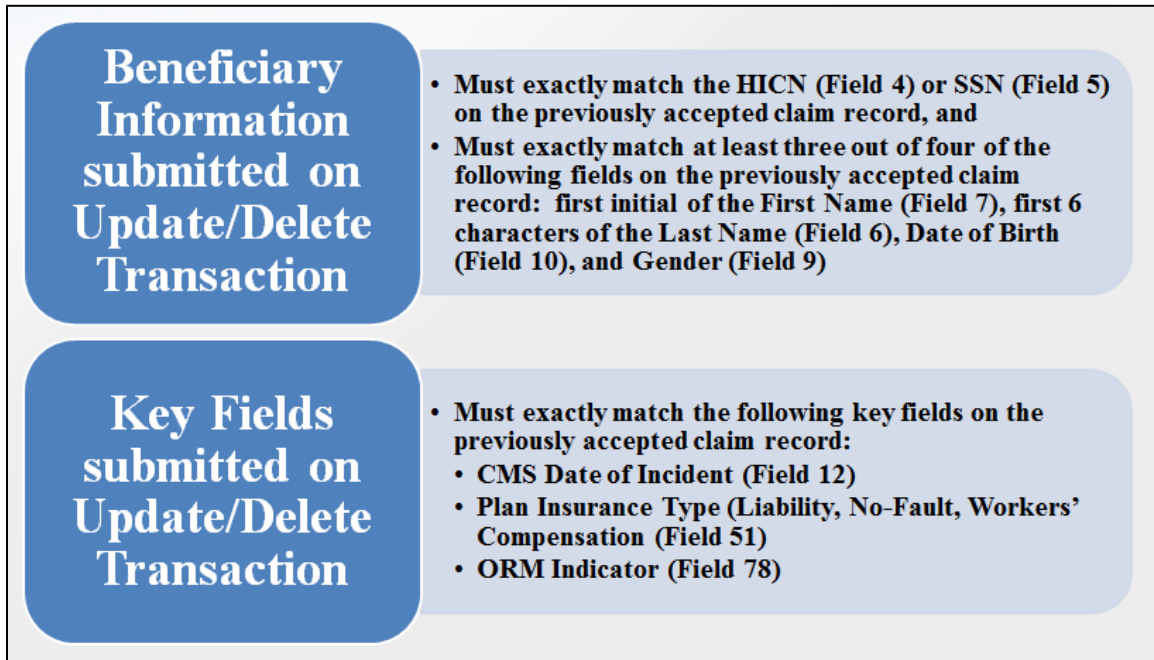 Beneficiary
Information
submitted on
Update/Delete
Transaction
• Must exactly match the HICN (Field 4) or SSN (Field 5)
on the previously accepted claim record, and
• Must exactly match at least three out of four of the
following fields on the previously accepted claim
record:  first initial of the First Name (Field 7), first 6
characters of the Last Name (Field 6), Date of Birth
(Field 10), and Gender (Field 9)
Key Fields
submitted on
Update/Delete
Transaction
• Must exactly match the following key fields on the
previously accepted claim record:
• CMS Date of Incident (Field 12)
• Plan Insurance Type (Liability, No-Fault, Workers’
Compensation (Field 51)
• ORM Indicator (Field 78)